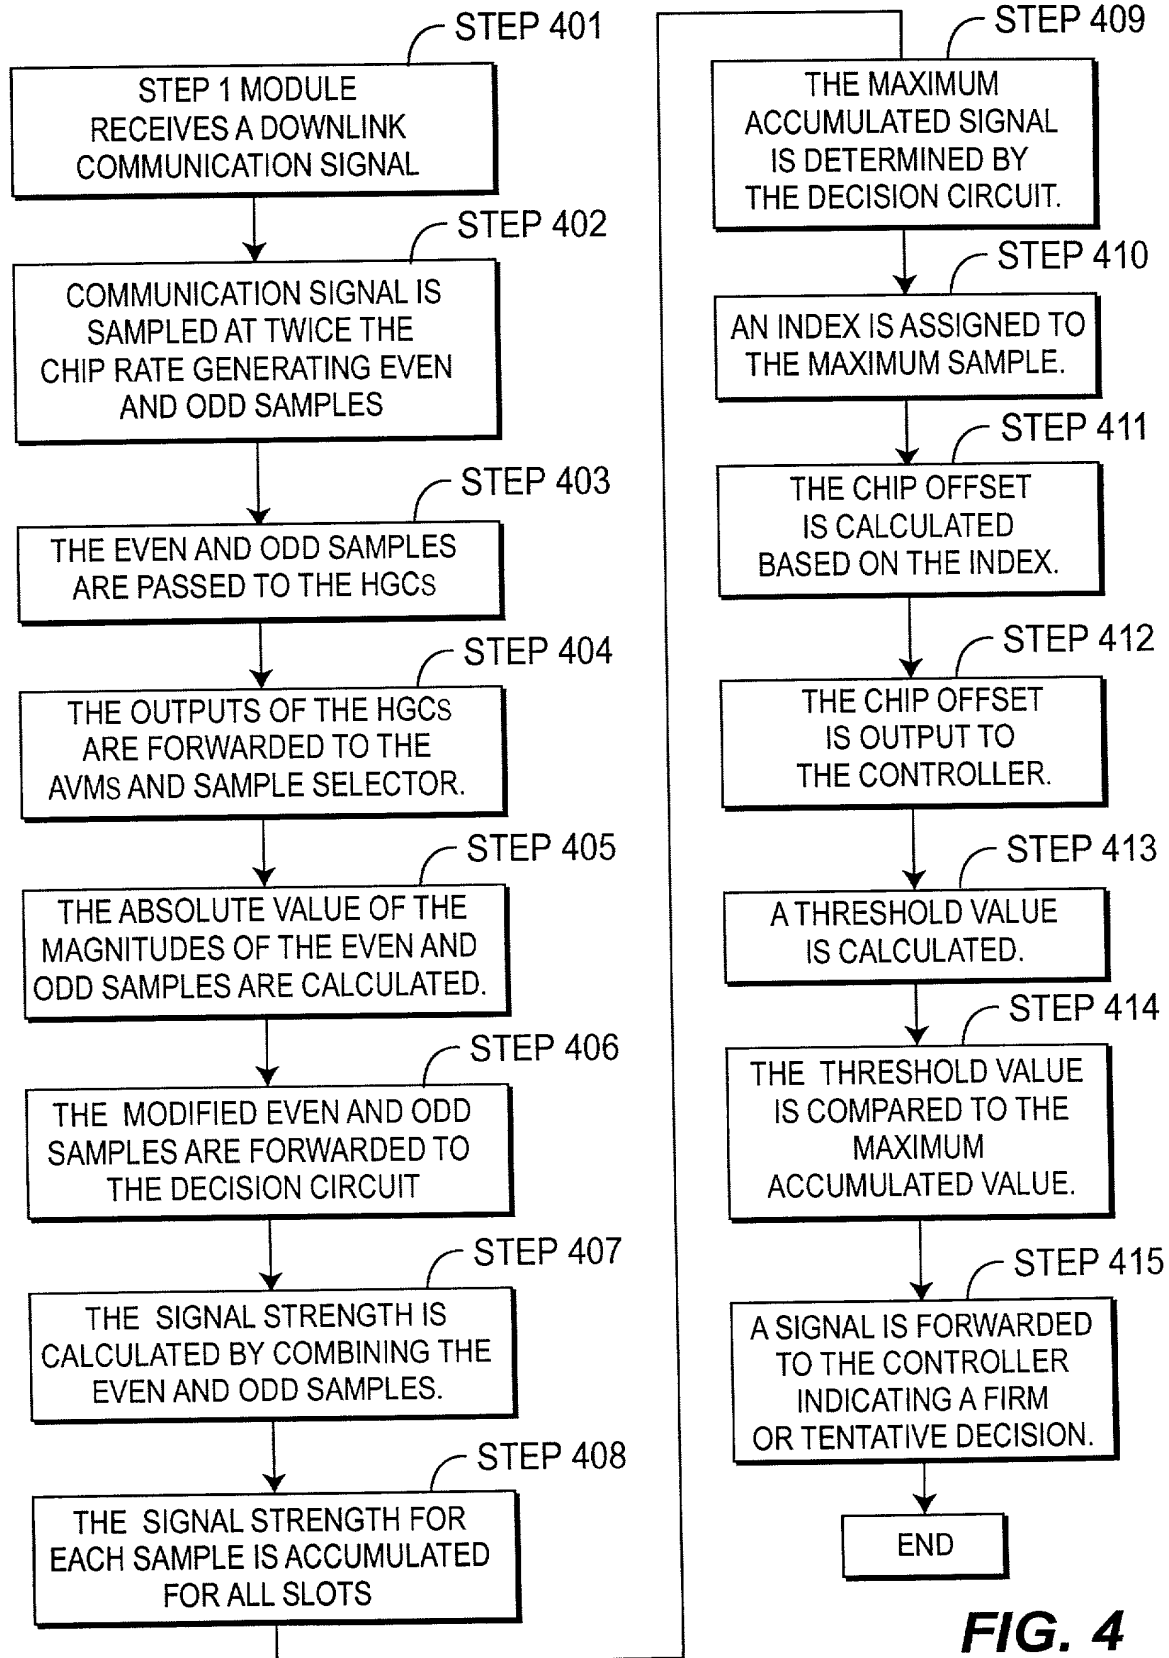 STEP 401
STEP 1 MODULE
RECEIVES A DOWNLINK
COMMUNICATION SIGNAL
STEP 402
COMMUNICATION SIGNAL IS
SAMPLED AT TWICE THE
CHIP RATE GENERATING EVEN
AND ODD SAMPLES
STEP 403
THE EVEN AND ODD SAMPLES
ARE PASSED TO THE HGCS
STEP 404
THE OUTPUTS OF THE HGCS
ARE FORWARDED TO THE
AVMS AND SAMPLE SELECTOR.
STEP 405
THE ABSOLUTE VALUE OF THE
MAGNITUDES OF THE EVEN AND
ODD SAMPLES ARE CALCULATED.
STEP 406
THE MODIFIED EVEN AND ODD
SAMPLES ARE FORWARDED TO
THE DECISION CIRCUIT
STEP 407
THE SIGNAL STRENGTH IS
CALCULATED BY COMBINING THE
EVEN AND ODD SAMPLES.
STEP 408
THE SIGNAL STRENGTH FOR
EACH SAMPLE IS ACCUMULATED
FOR ALL SLOTS
STEP 409
THE MAXIMUM
ACCUMULATED SIGNAL
IS DETERMINED BY
THE DECISION CIRCUIT.
STEP 410
AN INDEX IS ASSIGNED TO
THE MAXIMUM SAMPLE.
STEP 411
THE CHIP OFFSET
IS CALCULATED
BASED ON THE INDEX.
STEP 412
THE CHIP OFFSET
IS OUTPUT TO
THE CONTROLLER.
STEP 413
A THRESHOLD VALUE
IS CALCULATED.
STEP 414
THE THRESHOLD VALUE
IS COMPARED TO THE
MAXIMUM
ACCUMULATED VALUE.
STEP 415
A SIGNAL IS FORWARDED
TO THE CONTROLLER
INDICATING A FIRM
OR TENTATIVE DECISION.
END
FIG. 4